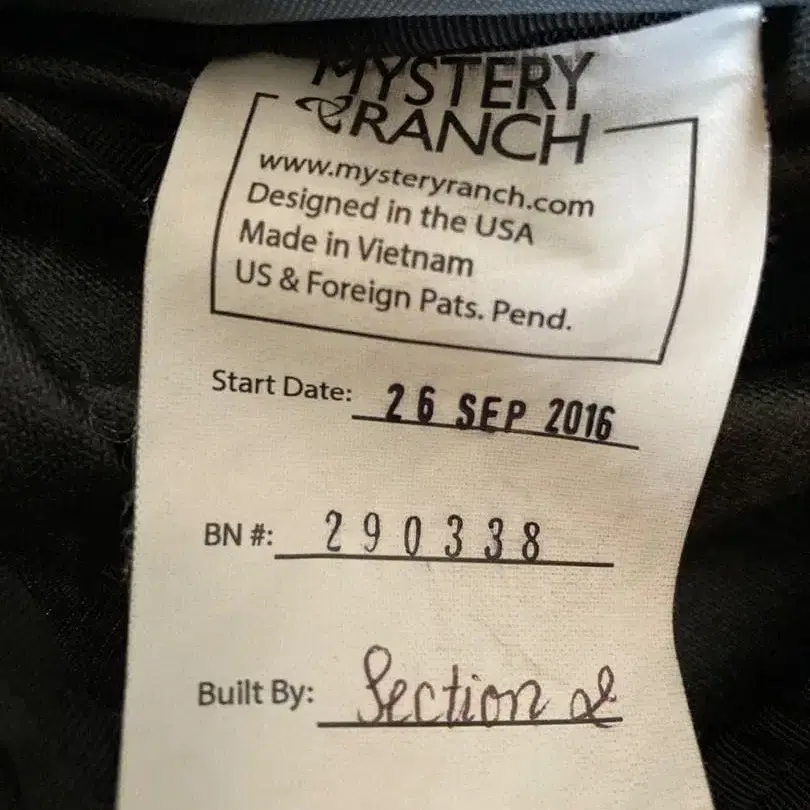 MYSTERY
RANCH
www.mysteryranch.com
Designed in the USA
Made in Vietnam
US & Foreign Pats. Pend.
Start Date: 26 SEP 2016
BN #: 290338
Built By: Section 2